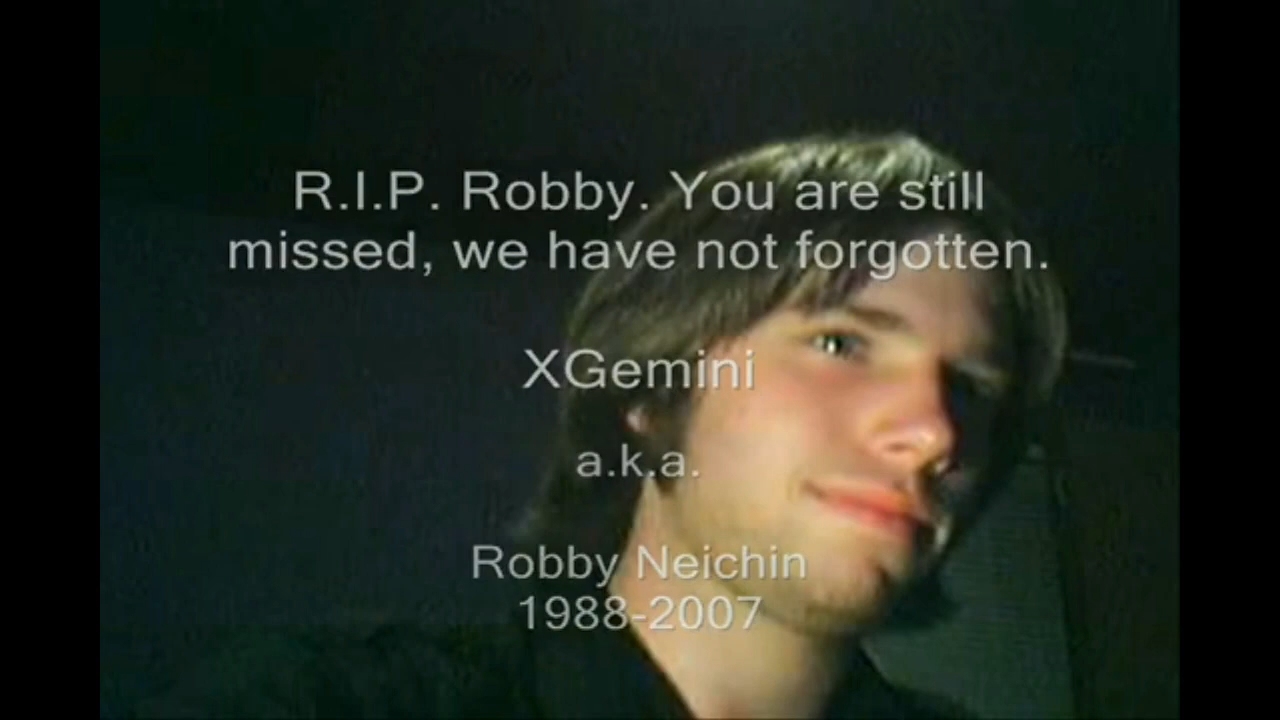 R.I.P. Robby. You are still
missed, we have not forgotten.
XGemini
a.k.a.
Robby Neichin
1988-2007